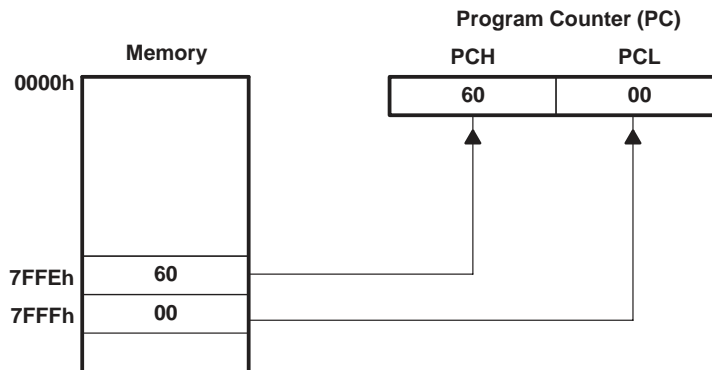 Program Counter (PC)
Memory
PCH PCL
0000h
60 00
7FFEh 60
7FFFh 00